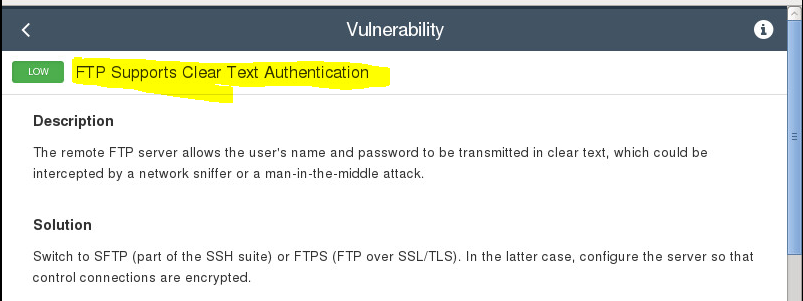 Vulnerability
LOW FTP Supports Clear Text Authentication
Description
The remote FTP server allows the user's name and password to be transmitted in clear text, which could be
intercepted by a network sniffer or a man-in-the-middle attack.
Solution
Switch to SFTP (part of the SSH suite) or FTPS (FTP over SSL/TLS). In the latter case, configure the server so that
control connections are encrypted.